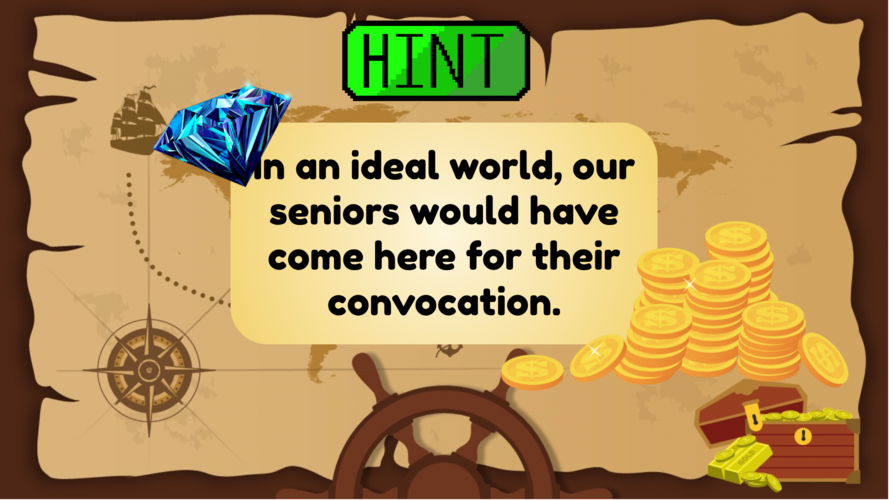 HINT
In an ideal world, our
seniors would have
come here for their
convocation.